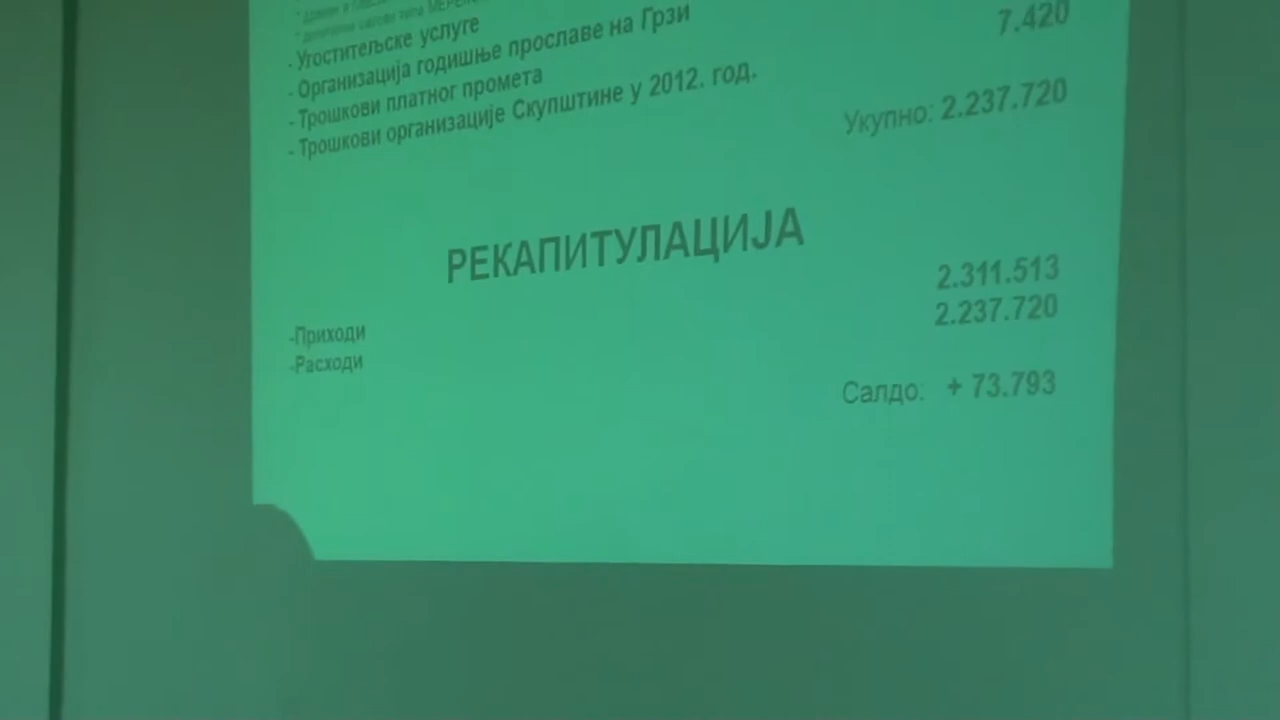 - Угоститељске услуге
- Организација годишње прославе на Грзи
- Трошкови платног промета
7.420
- Трошкови организације Скупштине у 2012. год.
Укупно: 2.237.720
РЕКАПИТУЛАЦИЈА
-Приходи 2.311.513
-Расходи 2.237.720
Салдо: + 73.793